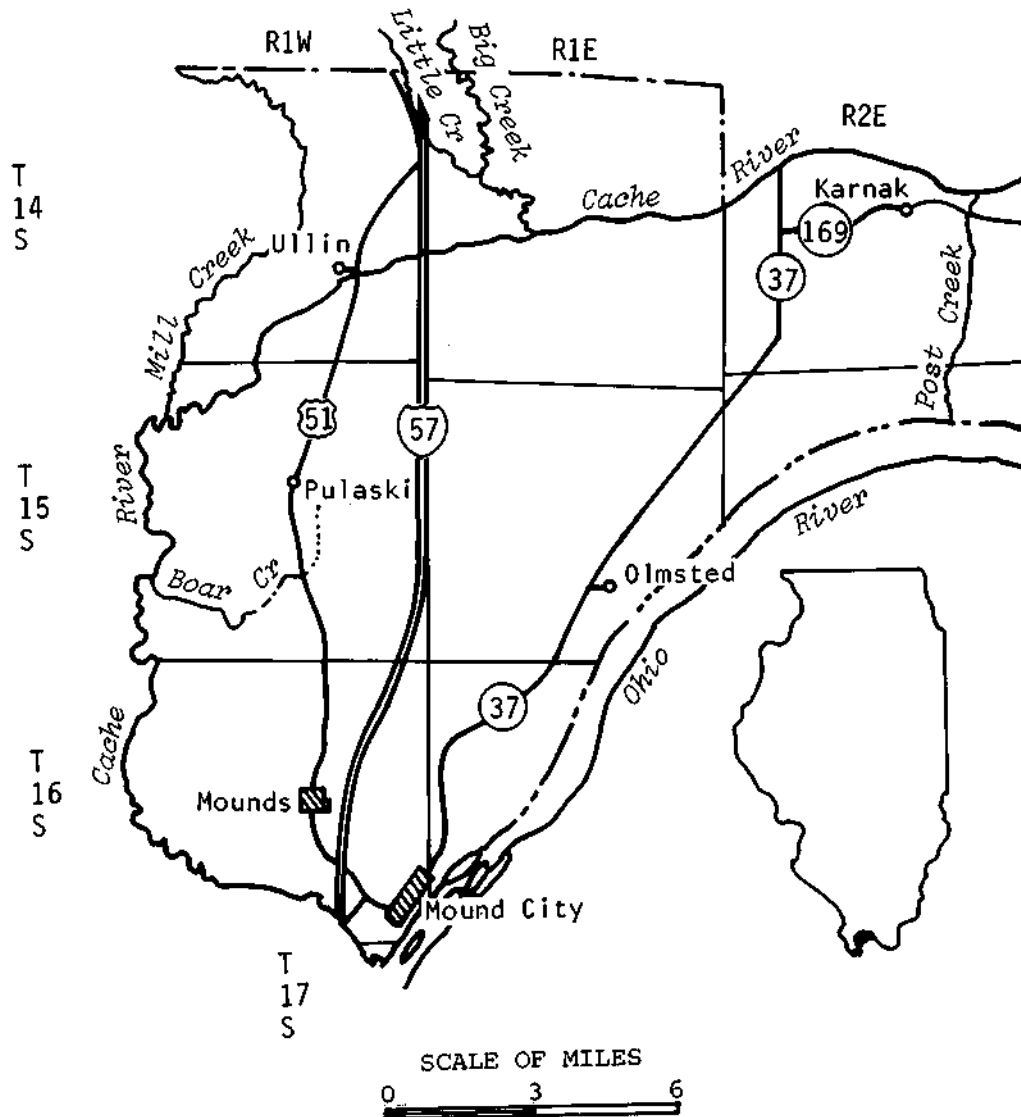 R1W
Little Cr
Big Creek
R1E
R2E
T
14
S
River
Karnak
Cache
169
Ullin
37
Mill Creek
Post Creek
51
57
T
15
S
River
Pulaski
River
Boar Cr
Olmsted
Ohio
37
Cache
T
16
S
Mounds
Mound City
T
17
S
SCALE OF MILES
0 3 6